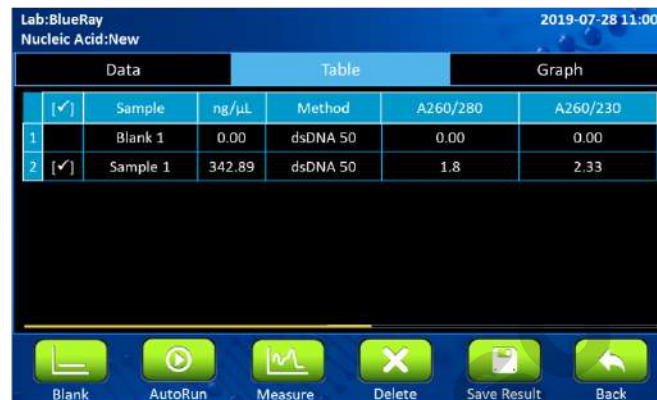 Lab:BlueRay 2019-07-28 11:00
Nucleic Acid:New
Data Table Graph
[✓] Sample ng/μL Method A260/280 A260/230
1 Blank 1 0.00 dsDNA 50 0.00 0.00
2 [✓] Sample 1 342.89 dsDNA 50 1.8 2.33
Blank AutoRun Measure Delete Save Result Back